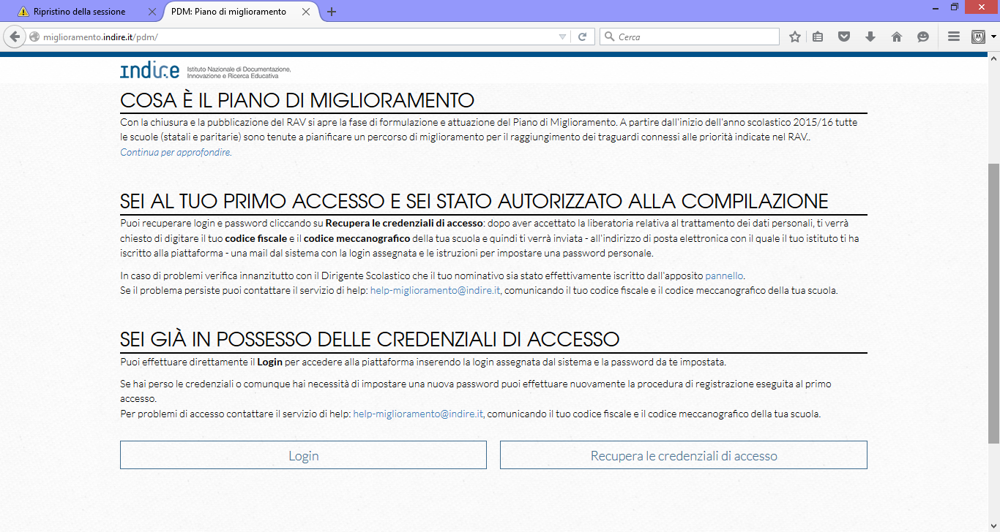 Ripristino della sessione
PDM: Piano di miglioramento
miglioramento.indire.it/pdm/
Cerca
indire
Istituto Nazionale di Documentazione,
Innovazione e Ricerca Educativa
COSA È IL PIANO DI MIGLIORAMENTO
Con la chiusura e la pubblicazione del RAV si apre la fase di formulazione e attuazione del Piano di Miglioramento. A partire dall'inizio dell'anno scolastico 2015/16 tutte
le scuole (statali e paritarie) sono tenute a pianificare un percorso di miglioramento per il raggiungimento dei traguardi connessi alle priorità indicate nel RAV..
Continua per approfondire.
SEI AL TUO PRIMO ACCESSO E SEI STATO AUTORIZZATO ALLA COMPILAZIONE
Puoi recuperare login e password cliccando su Recupera le credenziali di accesso: dopo aver accettato la liberatoria relativa al trattamento dei dati personali, ti verrà
chiesto di digitare il tuo codice fiscale e il codice meccanografico della tua scuola e quindi ti verrà inviata - all'indirizzo di posta elettronica con il quale il tuo istituto ti ha
iscritto alla piattaforma - una mail dal sistema con la login assegnata e le istruzioni per impostare una password personale.
In caso di problemi verifica innanzitutto con il Dirigente Scolastico che il tuo nominativo sia stato effettivamente iscritto dall'apposito pannello.
Se il problema persiste puoi contattare il servizio di help: help-miglioramento@indire.it, comunicando il tuo codice fiscale e il codice meccanografico della tua scuola.
SEI GIÀ IN POSSESSO DELLE CREDENZIALI DI ACCESSO
Puoi effettuare direttamente il Login per accedere alla piattaforma inserendo la login assegnata dal sistema e la password da te impostata.
Se hai perso le credenziali o comunque hai necessità di impostare una nuova password puoi effettuare nuovamente la procedura di registrazione eseguita al primo
accesso.
Per problemi di accesso contattare il servizio di help: help-miglioramento@indire.it, comunicando il tuo codice fiscale e il codice meccanografico della tua scuola.
Login
Recupera le credenziali di accesso